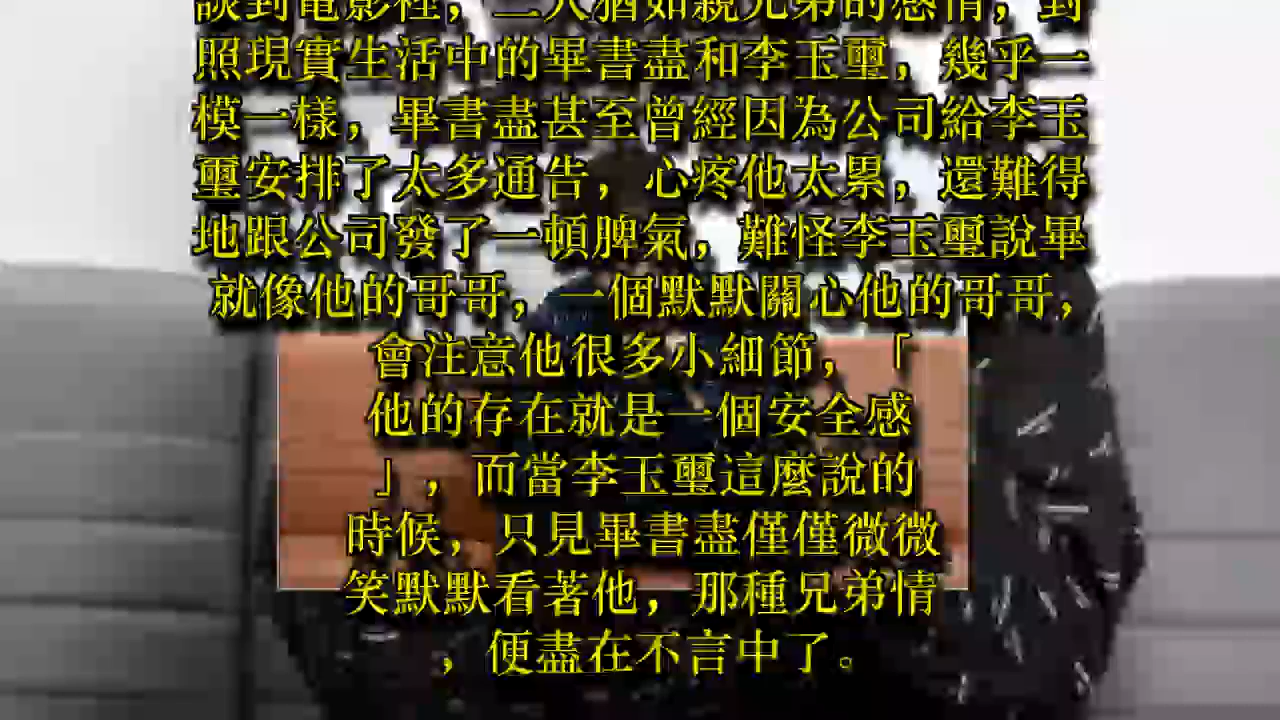 談到電影裡，二人猶如親兄弟的感情，對
照現實生活中的畢書盡和李玉璽，幾乎一
模一樣，畢書盡甚至曾經因為公司給李玉
璽安排了太多通告，心疼他太累，還難得
地跟公司發了一頓脾氣，難怪李玉璽說畢
就像他的哥哥，一個默默關心他的哥哥，
會注意他很多小細節，「
他的存在就是一個安全感
」，而當李玉璽這麼說的
時候，只見畢書盡僅僅微微
笑默默看著他，那種兄弟情
，便盡在不言中了。